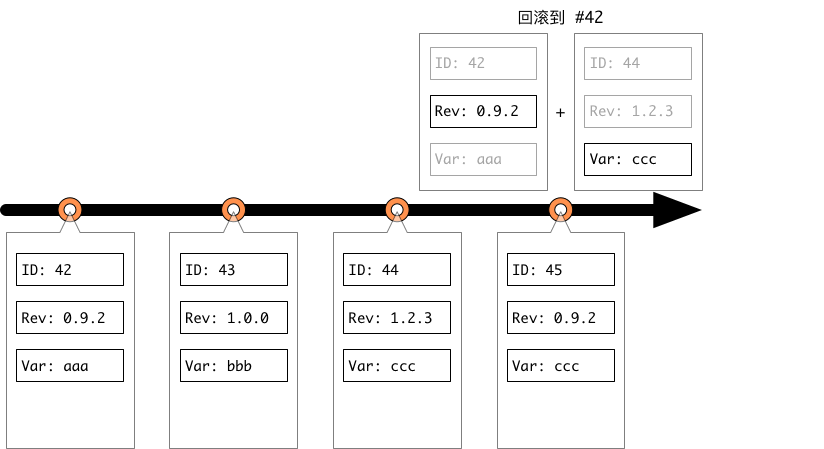 回滚到 #42
ID: 42
Rev: 0.9.2
Var: aaa
+
ID: 44
Rev: 1.2.3
Var: ccc
ID: 42
Rev: 0.9.2
Var: aaa
ID: 43
Rev: 1.0.0
Var: bbb
ID: 44
Rev: 1.2.3
Var: ccc
ID: 45
Rev: 0.9.2
Var: ccc